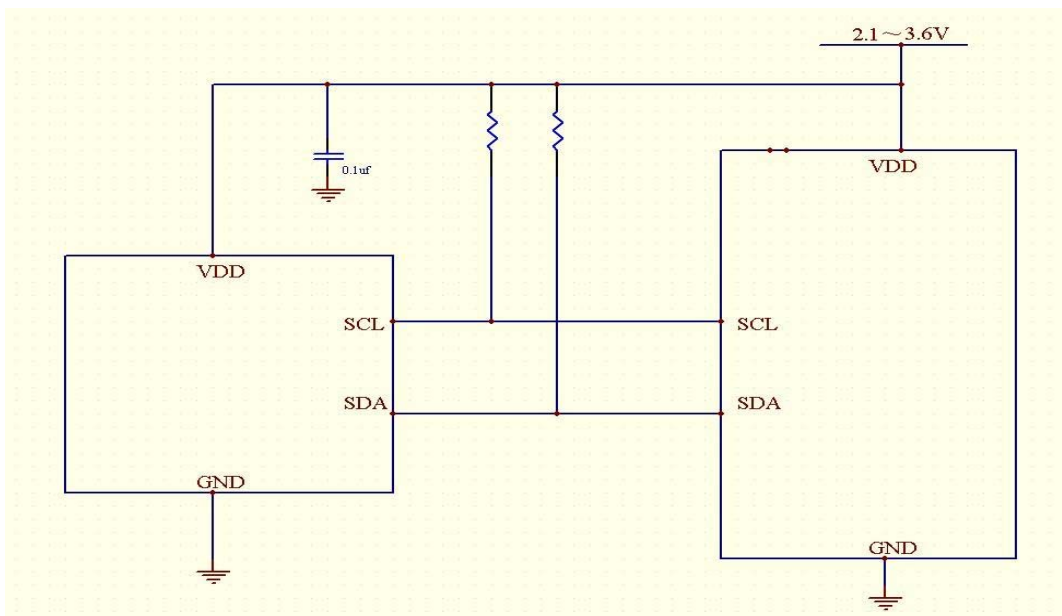 2.1～3.6V
0.1uf
VDD
VDD
SCL
SCL
SDA
SDA
GND
GND